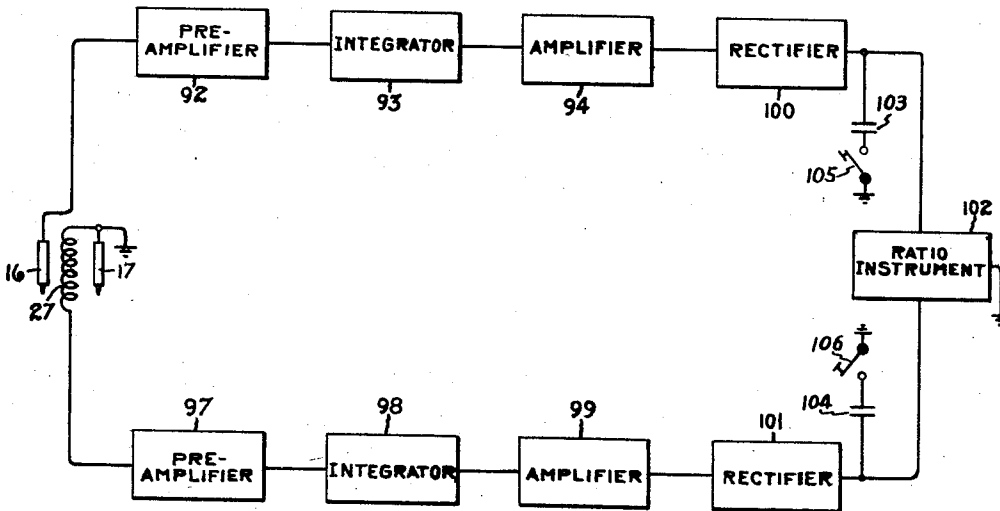 PRE-
AMPLIFIER
92
INTEGRATOR
93
AMPLIFIER
94
RECTIFIER
100
103
105
102
RATIO
INSTRUMENT
16
27
17
106
104
97
PRE-
AMPLIFIER
98
INTEGRATOR
99
AMPLIFIER
101
RECTIFIER